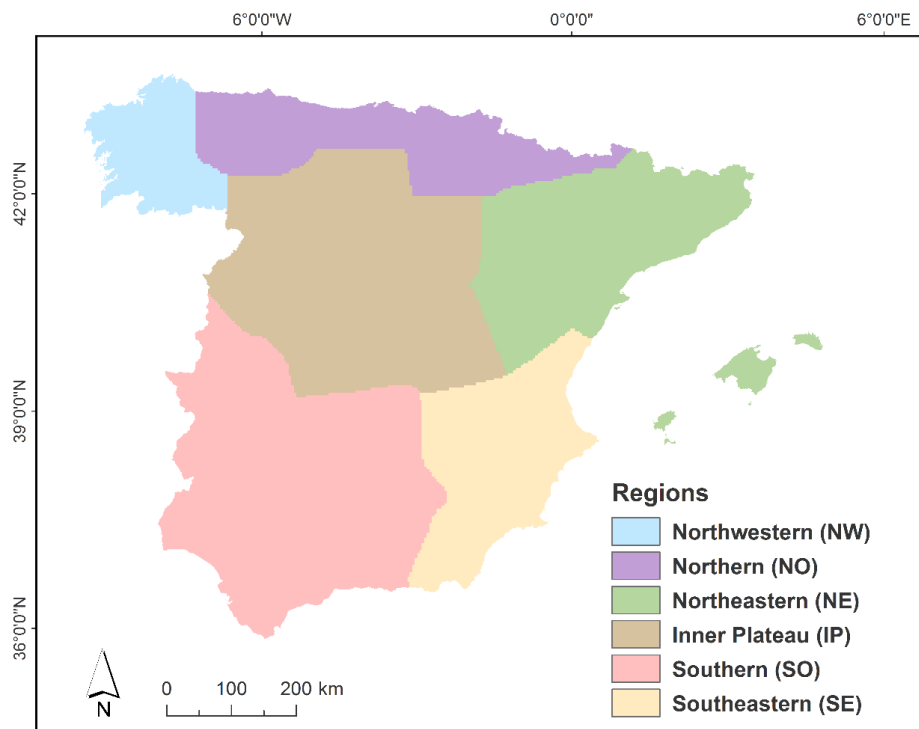 6°0'0"W 0°0'0" 6°0'0"E
42°0'0"N
39°0'0"N
36°0'0"N
Regions
Northwestern (NW)
Northern (NO)
Northeastern (NE)
Inner Plateau (IP)
Southern (SO)
Southeastern (SE)
N
0 100 200 km